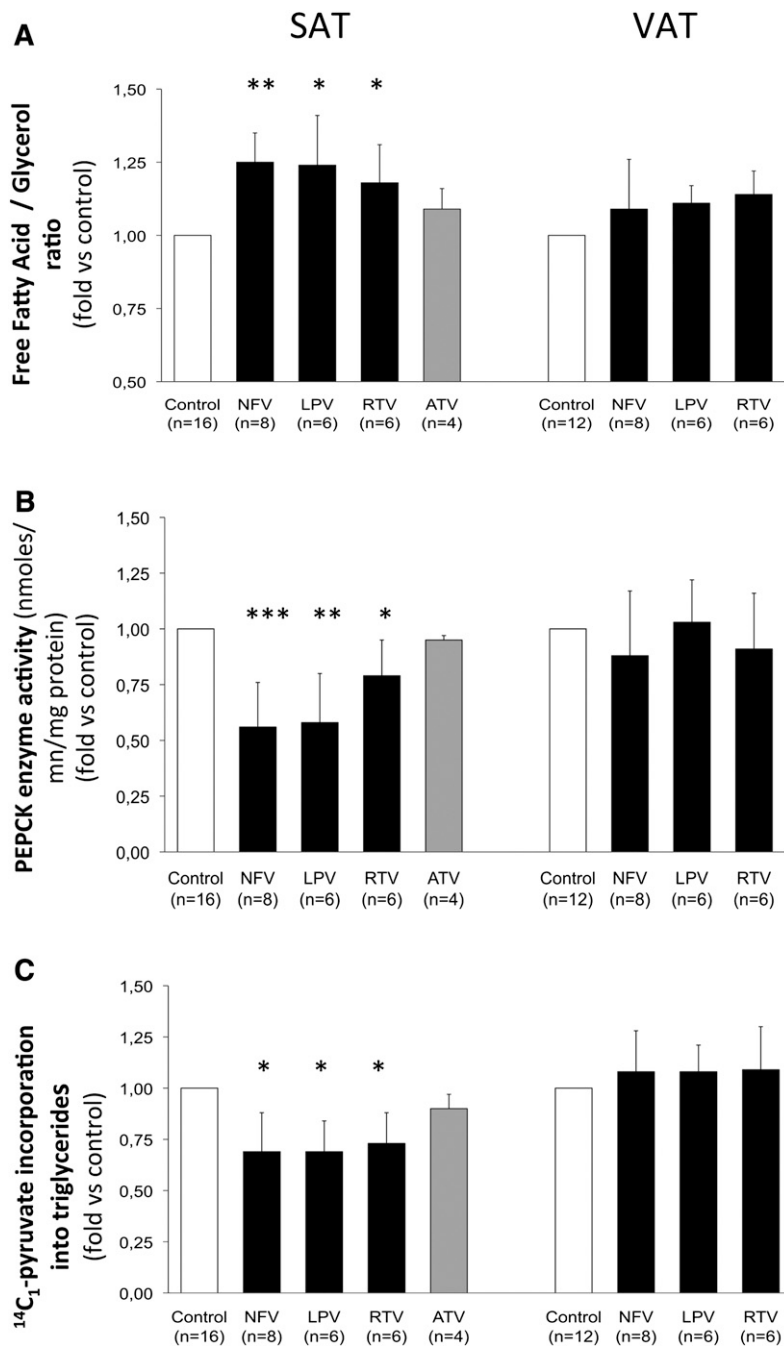 SAT VAT
A
Free Fatty Acid / Glycerol
ratio
(fold vs control)
** * *
1,50
1,25
1,00
0,75
0,50
Control NFV LPV RTV ATV Control NFV LPV RTV
(n=16) (n=8) (n=6) (n=6) (n=4) (n=12) (n=8) (n=6) (n=6)
B
PEPCK enzyme activity (nmoles/
mn/mg protein)
(fold vs control)
1,50
1,25
*** ** *
1,00
0,75
0,50
0,25
0,00
Control NFV LPV RTV ATV Control NFV LPV RTV
(n=16) (n=8) (n=6) (n=6) (n=4) (n=12) (n=8) (n=6) (n=6)
C
¹⁴C₁-pyruvate incorporation
into triglycerides
(fold vs control)
1,50
1,25
* * *
1,00
0,75
0,50
0,25
0,00
Control NFV LPV RTV ATV Control NFV LPV RTV
(n=16) (n=8) (n=6) (n=6) (n=4) (n=12) (n=8) (n=6) (n=6)